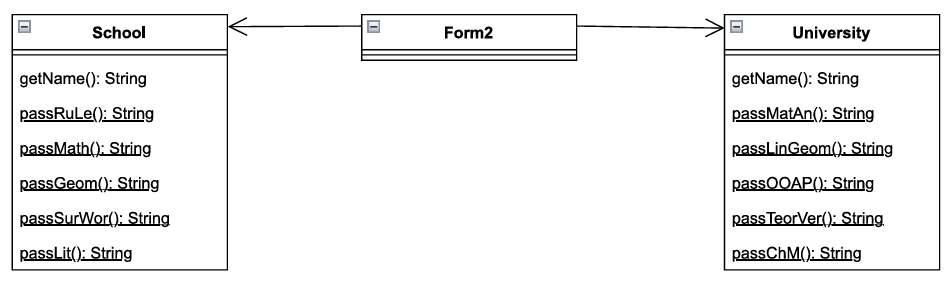 School
getName(): String
passRuLe(): String
passMath(): String
passGeom(): String
passSurWor(): String
passLit(): String
Form2
University
getName(): String
passMatAn(): String
passLinGeom(): String
passOOAP(): String
passTeorVer(): String
passChM(): String